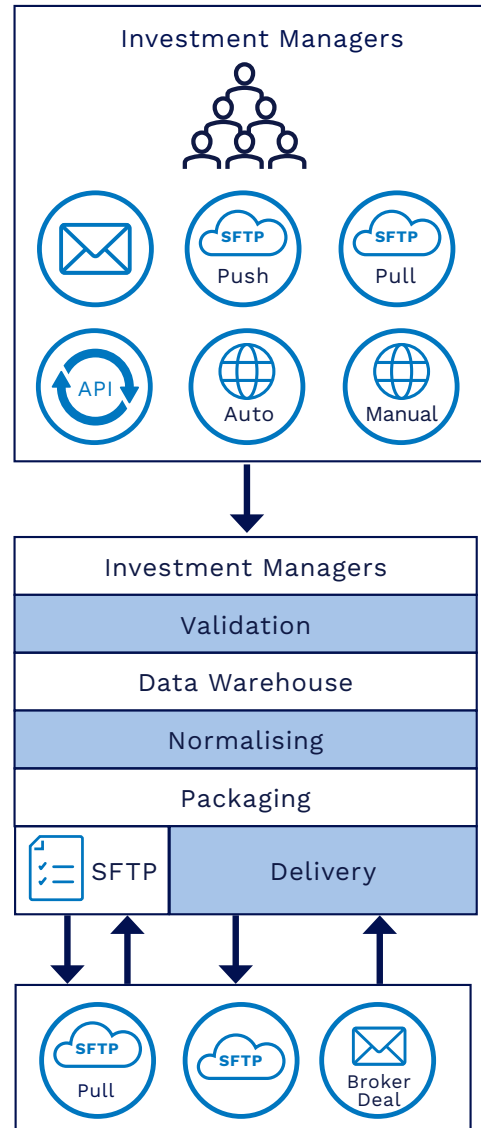 Investment Managers
SFTP
Push
SFTP
Pull
API
Auto
Manual
Investment Managers
Validation
Data Warehouse
Normalising
Packaging
SFTP
Delivery
SFTP
Pull
SFTP
Broker
Deal